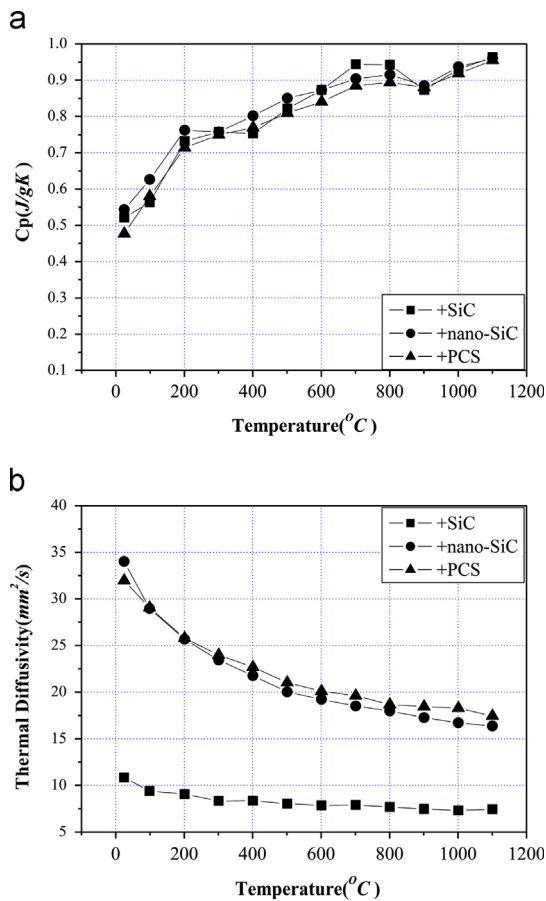 a
1.0
0.9
0.8
0.7
0.6
0.5
0.4
0.3
0.2
0.1
Cp(J/gK)
+SiC
+nano-SiC
+PCS
0 200 400 600 800 1000 1200
Temperature(°C )
b
40
35
30
25
20
15
10
5
Thermal Diffusivity(mm²/s)
+SiC
+nano-SiC
+PCS
0 200 400 600 800 1000 1200
Temperature(°C )